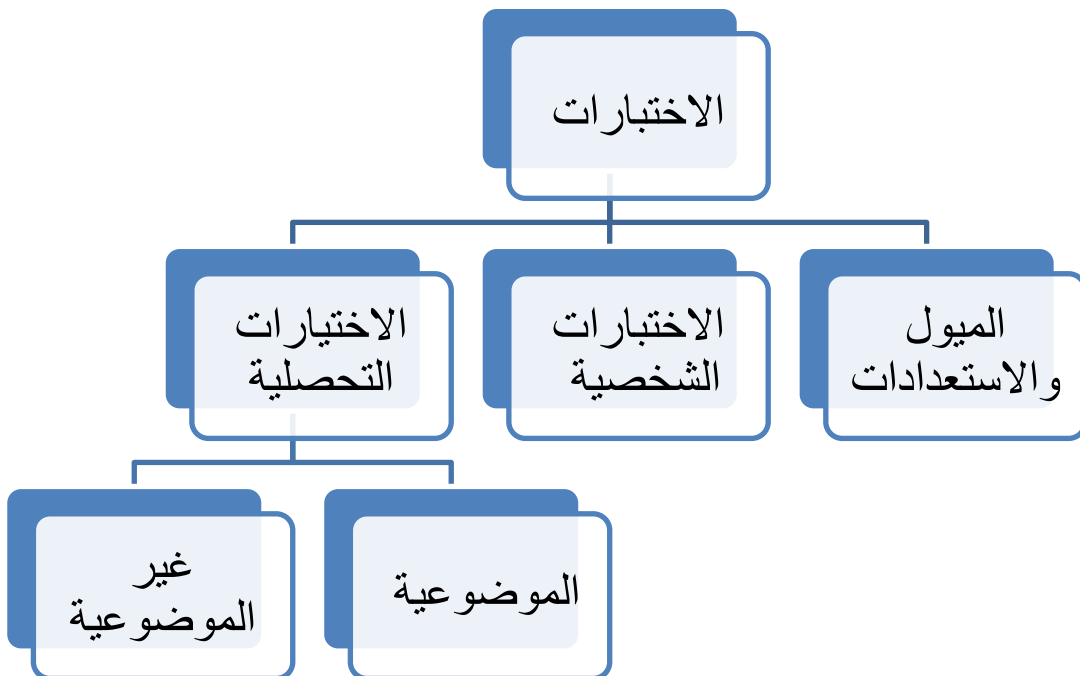 الاختبارات
الميول
والاستعدادات
الاختبارات
الشخصية
الاختيارات
التحصلية
الموضوعية
غير
الموضوعية